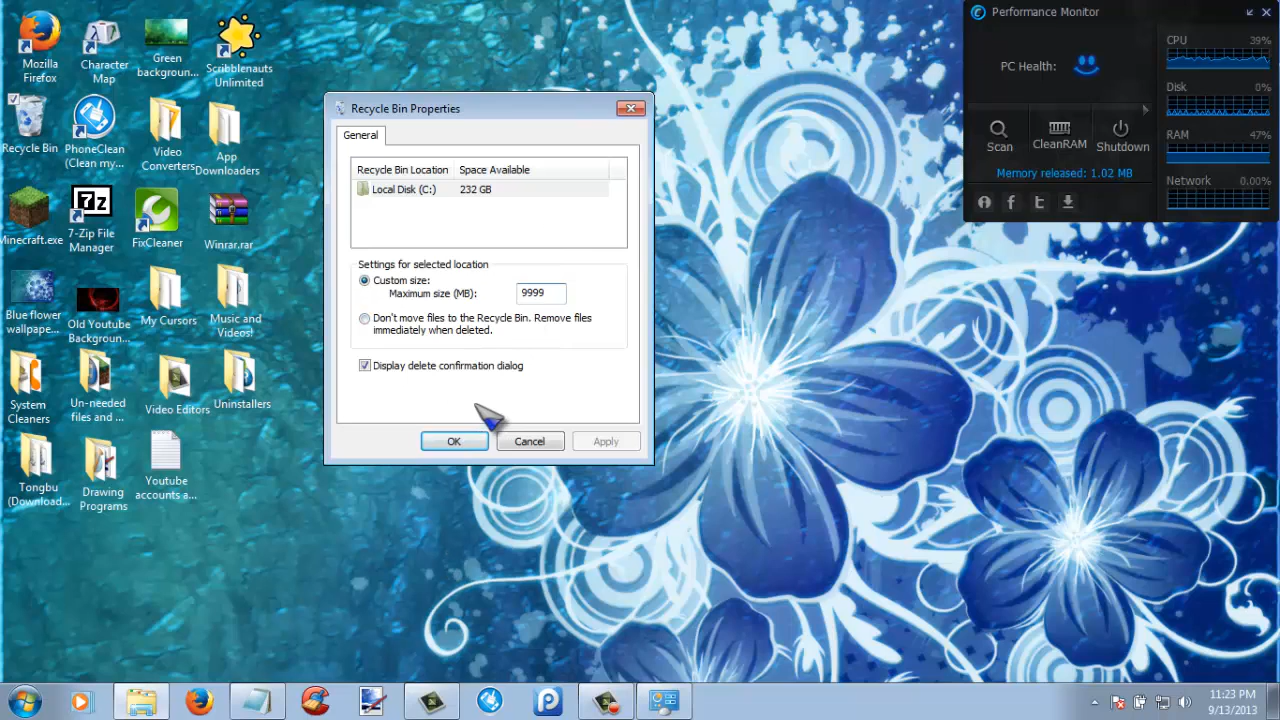 Mozilla
Firefox
Character
Map
Green
backgroun...
Scribblenauts
Unlimited
Recycle Bin
PhoneClean
(Clean my...
Video
Converters
App
Downloaders
Minecraft.exe
7z
7-Zip File
Manager
FixCleaner
Winrar.rar
Blue flower
wallpape...
Old Youtube
Backgroun...
My Cursors
Music and
Videos!
System
Cleaners
Un-needed
files and ...
Video Editors
Uninstallers
Tongbu
(Download...
Drawing
Programs
Youtube
accounts a...
Recycle Bin Properties
General
Recycle Bin Location Space Available
Local Disk (C:) 232 GB
Settings for selected location
Custom size:
Maximum size (MB): 9999
Don't move files to the Recycle Bin. Remove files
immediately when deleted.
Display delete confirmation dialog
OK Cancel Apply
Performance Monitor
PC Health:
Scan CleanRAM Shutdown
Memory released: 1.02 MB
CPU 39%
Disk 0%
RAM 47%
Network 0.00%
11:23 PM
9/13/2013